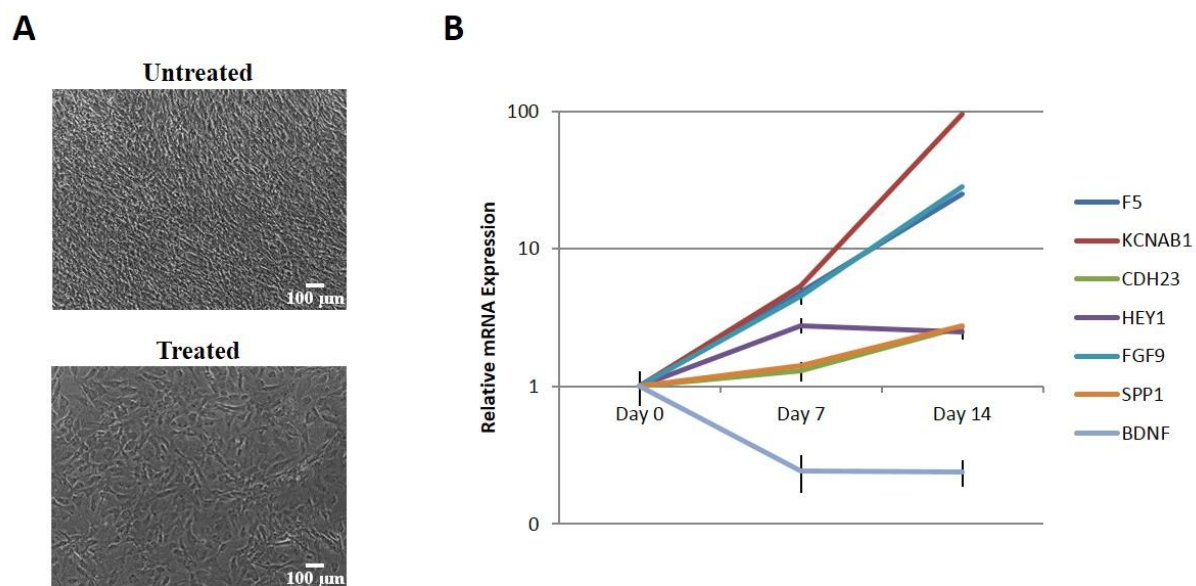 A
Untreated
100 µm
Treated
100 µm
B
Relative mRNA Expression
100
10
1
0
Day 0
Day 7
Day 14
F5
KCNAB1
CDH23
HEY1
FGF9
SPP1
BDNF